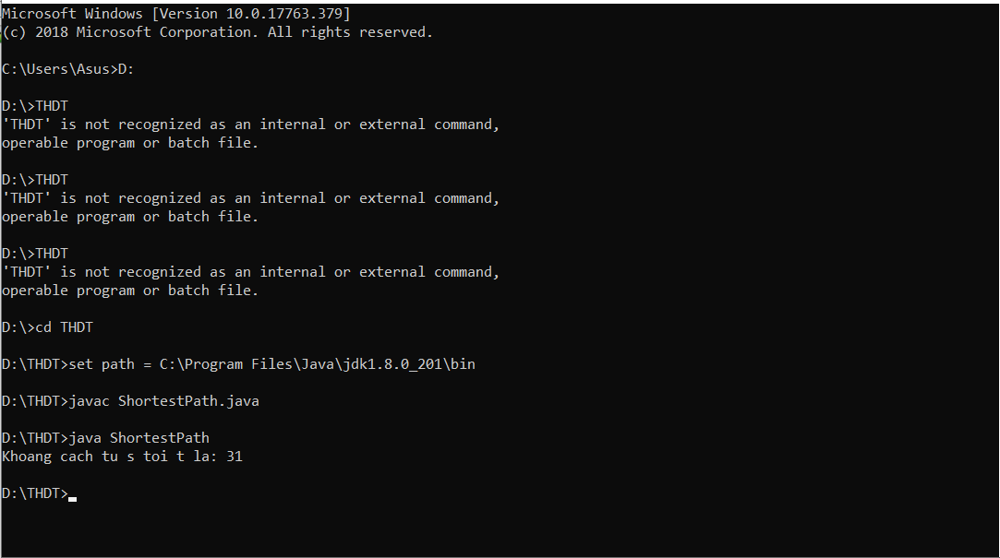 Microsoft Windows [Version 10.0.17763.379]
(c) 2018 Microsoft Corporation. All rights reserved.
C:\Users\Asus>D:
D:\>THDT
'THDT' is not recognized as an internal or external command,
operable program or batch file.
D:\>THDT
'THDT' is not recognized as an internal or external command,
operable program or batch file.
D:\>THDT
'THDT' is not recognized as an internal or external command,
operable program or batch file.
D:\>cd THDT
D:\THDT>set path = C:\Program Files\Java\jdk1.8.0_201\bin
D:\THDT>javac ShortestPath.java
D:\THDT>java ShortestPath
Khoang cach tu s toi t la: 31
D:\THDT>